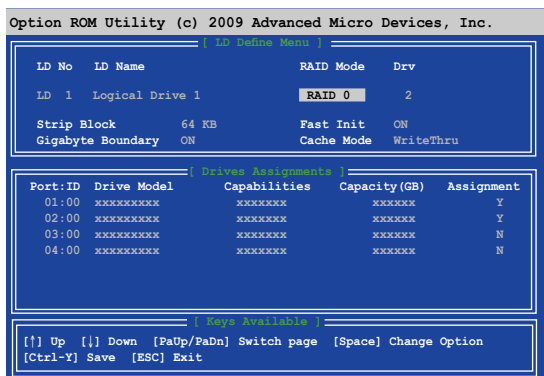 Option ROM Utility (c) 2009 Advanced Micro Devices, Inc.
[ LD Define Menu ]
LD No LD Name RAID Mode Drv
LD 1 Logical Drive 1 RAID 0 2
Strip Block 64 KB Fast Init ON
Gigabyte Boundary ON Cache Mode WriteThru
[ Drives Assignments ]
Port:ID Drive Model Capabilities Capacity(GB) Assignment
01:00 xxxxxxxxx xxxxxxx xxxxxx Y
02:00 xxxxxxxxx xxxxxxx xxxxxx Y
03:00 xxxxxxxxx xxxxxxx xxxxxx N
04:00 xxxxxxxxx xxxxxxx xxxxxx N
[ Keys Available ]
[↑] Up [↓] Down [PaUp/PaDn] Switch page [Space] Change Option
[Ctrl-Y] Save [ESC] Exit